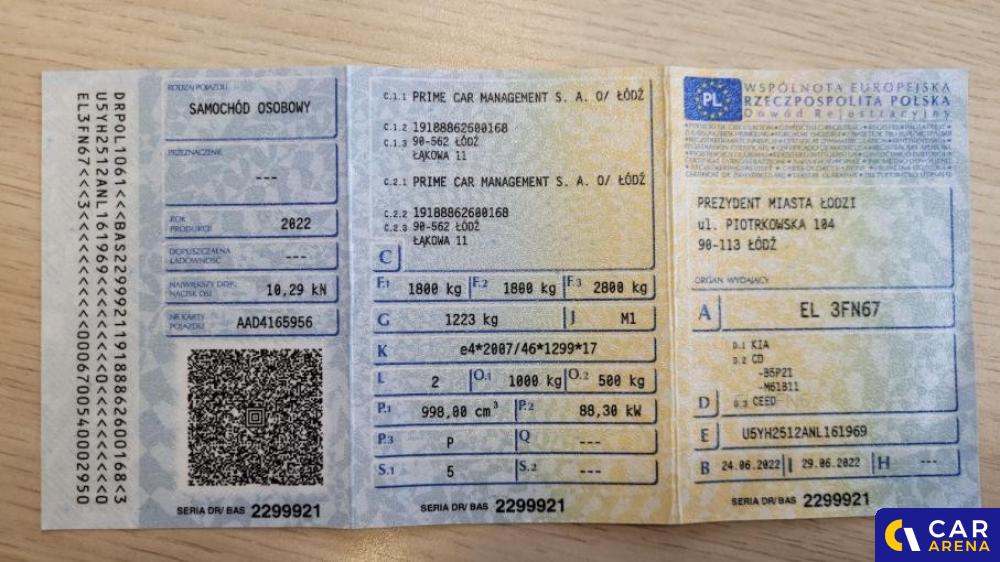 DRPOL1061<<<BAS229992119188862600168<3
U5YH2512ANL161969<<<<<<<<<0<<<<<<<<0
EL3FN67<<<3<<<<<<<<<<<<00067005400002950
RODZAJ POJAZDU
SAMOCHÓD OSOBOWY
PRZEZNACZENIE
---
ROK PRODUKCJI 2022
DOPUSZCZALNA ŁADOWNOŚĆ ---
NAJWIĘKSZY DOP. NACISK OSI 10,29 kN
NR KARTY POJAZDU AAD4165956
SERIA DR/BAS 2299921
C.1.1 PRIME CAR MANAGEMENT S. A. O/ ŁÓDŹ
C.1.2 19188862600168
C.1.3 90-562 ŁÓDŹ
ŁĄKOWA 11
C.2.1 PRIME CAR MANAGEMENT S. A. O/ ŁÓDŹ
C.2.2 19188862600168
C.2.3 90-562 ŁÓDŹ
ŁĄKOWA 11
C
F.1 1800 kg F.2 1800 kg F.3 2800 kg
G 1223 kg J M1
K e4*2007/46*1299*17
L 2 O.1 1000 kg O.2 500 kg
P.1 998,00 cm³ P.2 88,30 kW
P.3 P Q ---
S.1 5 S.2 ---
SERIA DR/BAS 2299921
PL
WSPÓLNOTA EUROPEJSKA
RZECZPOSPOLITA POLSKA
Dowód Rejestracyjny
PREZYDENT MIASTA ŁODZI
ul. PIOTRKOWSKA 104
90-113 ŁÓDŹ
ORGAN WYDAJĄCY
A EL 3FN67
D.1 KIA
D.2 CD
-B5P21
-M61B11
D D.3 CEED
E U5YH2512ANL161969
B 24.06.2022 I 29.06.2022 H ---
SERIA DR/BAS 2299921
CAR
ARENA